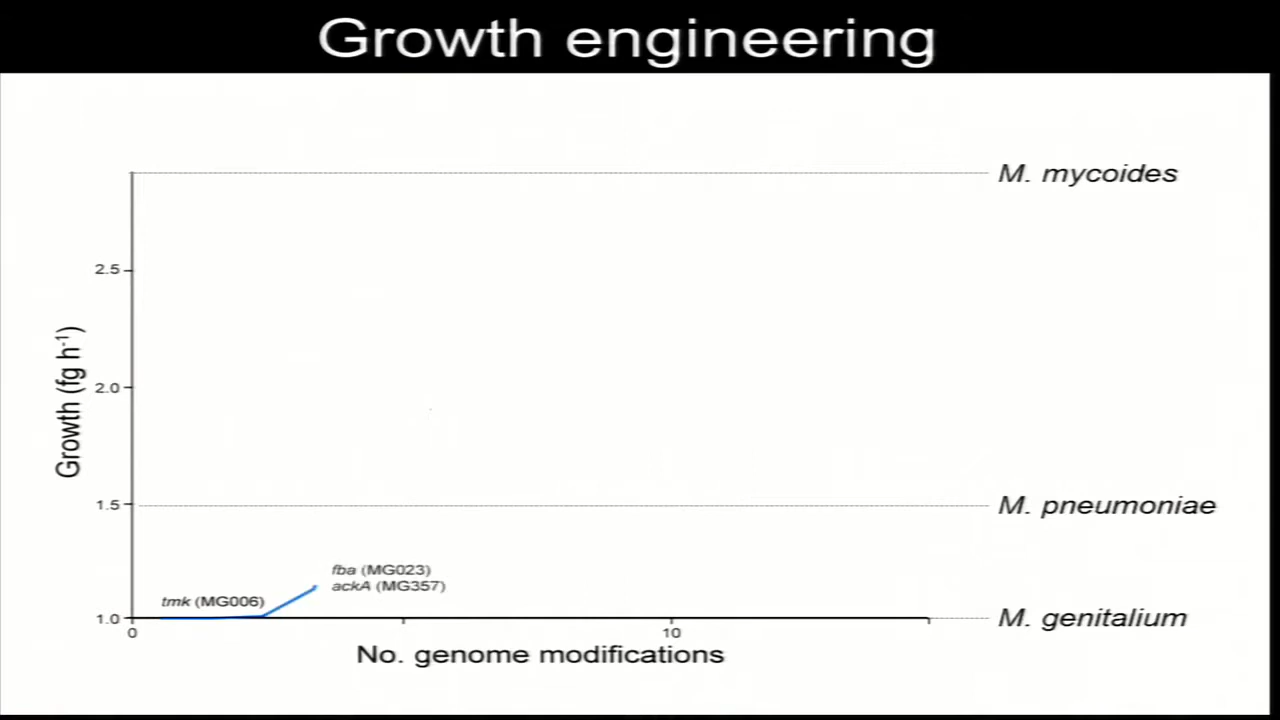 Growth engineering
M. mycoides
2.5
Growth (fg h-1)
2.0
1.5
M. pneumoniae
fba (MG023)
ackA (MG357)
tmk (MG006)
1.0
M. genitalium
0
10
No. genome modifications